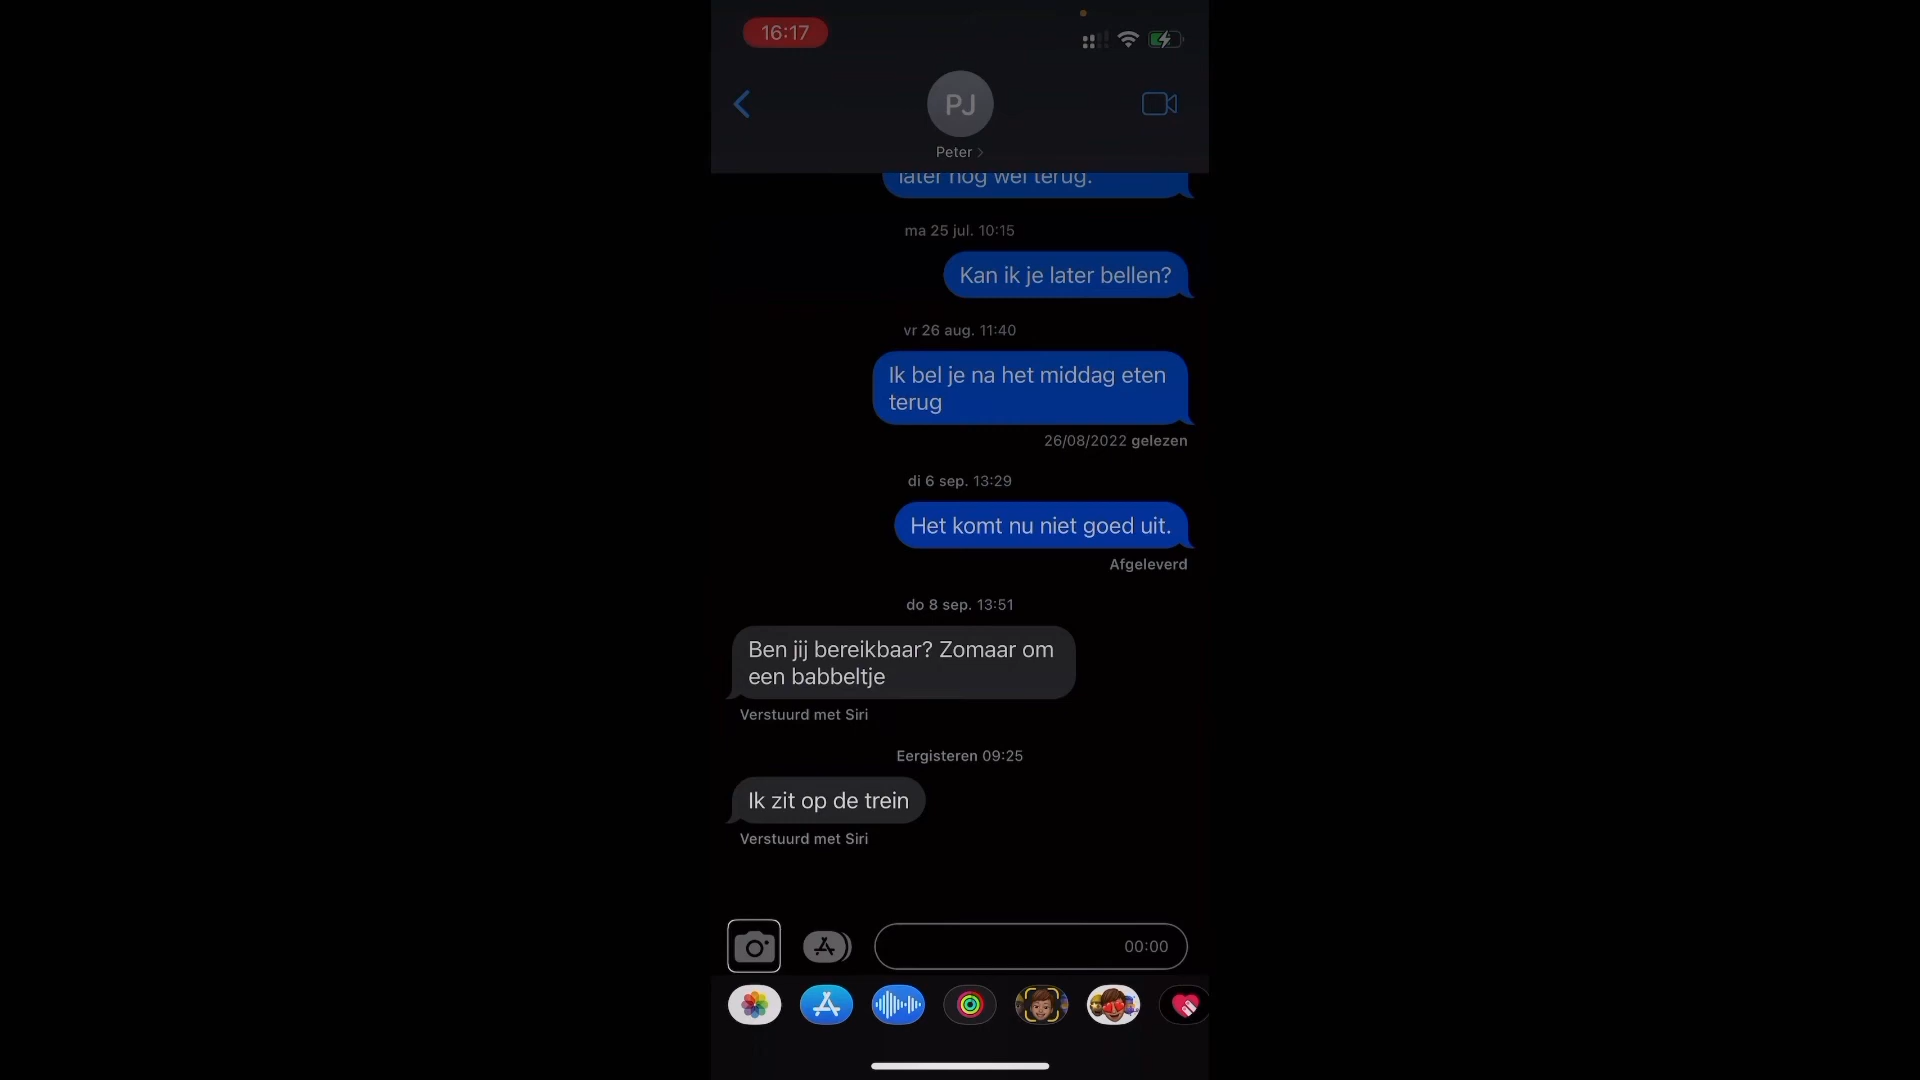 16:17
PJ
Peter
later nog wel terug.
ma 25 jul. 10:15
Kan ik je later bellen?
vr 26 aug. 11:40
Ik bel je na het middag eten
terug
26/08/2022 gelezen
di 6 sep. 13:29
Het komt nu niet goed uit.
Afgeleverd
do 8 sep. 13:51
Ben jij bereikbaar? Zomaar om
een babbeltje
Verstuurd met Siri
Eergisteren 09:25
Ik zit op de trein
Verstuurd met Siri
00:00